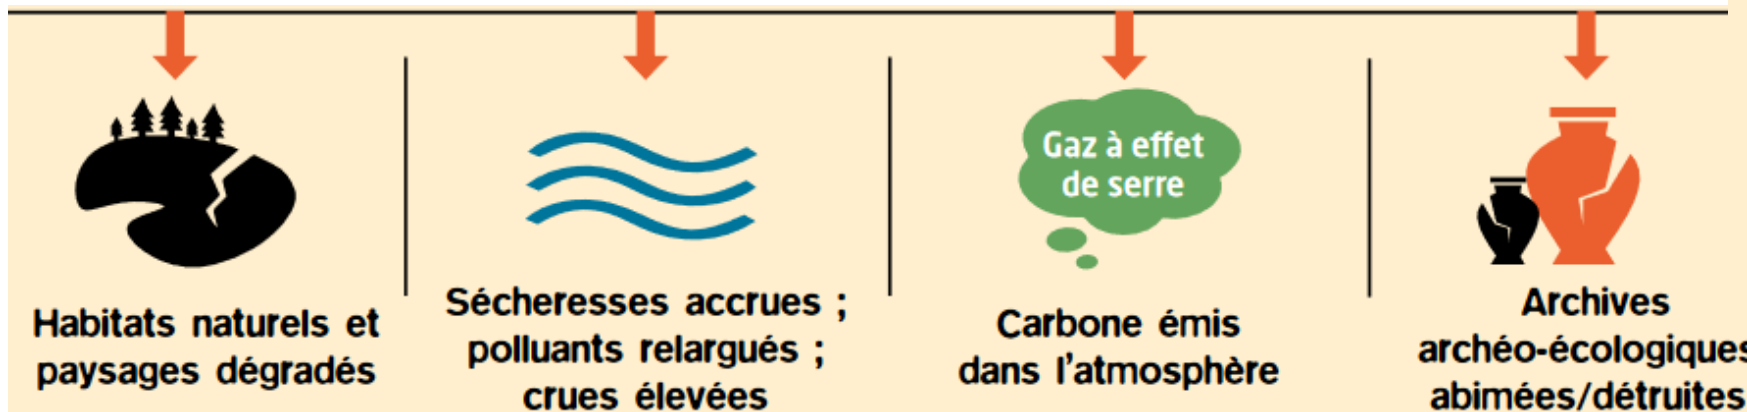 Habitats naturels et
paysages dégradés
Sécheresses accrues ;
polluants relargués ;
crues élevées
Gaz à effet
de serre
Carbone émis
dans l'atmosphère
Archives
archéo-écologiques
abimées/détruites